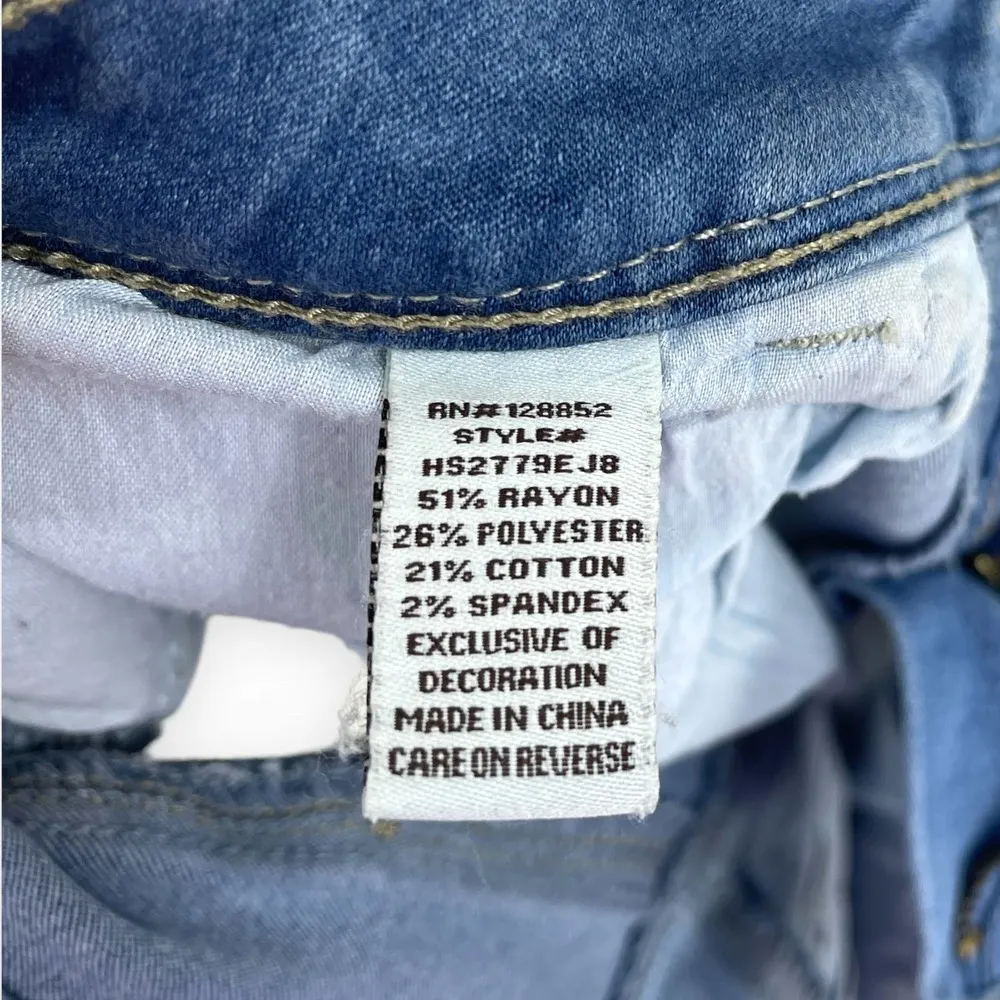 RN#128852
STYLE#
HS2779EJ8
51% RAYON
26% POLYESTER
21% COTTON
2% SPANDEX
EXCLUSIVE OF
DECORATION
MADE IN CHINA
CARE ON REVERSE